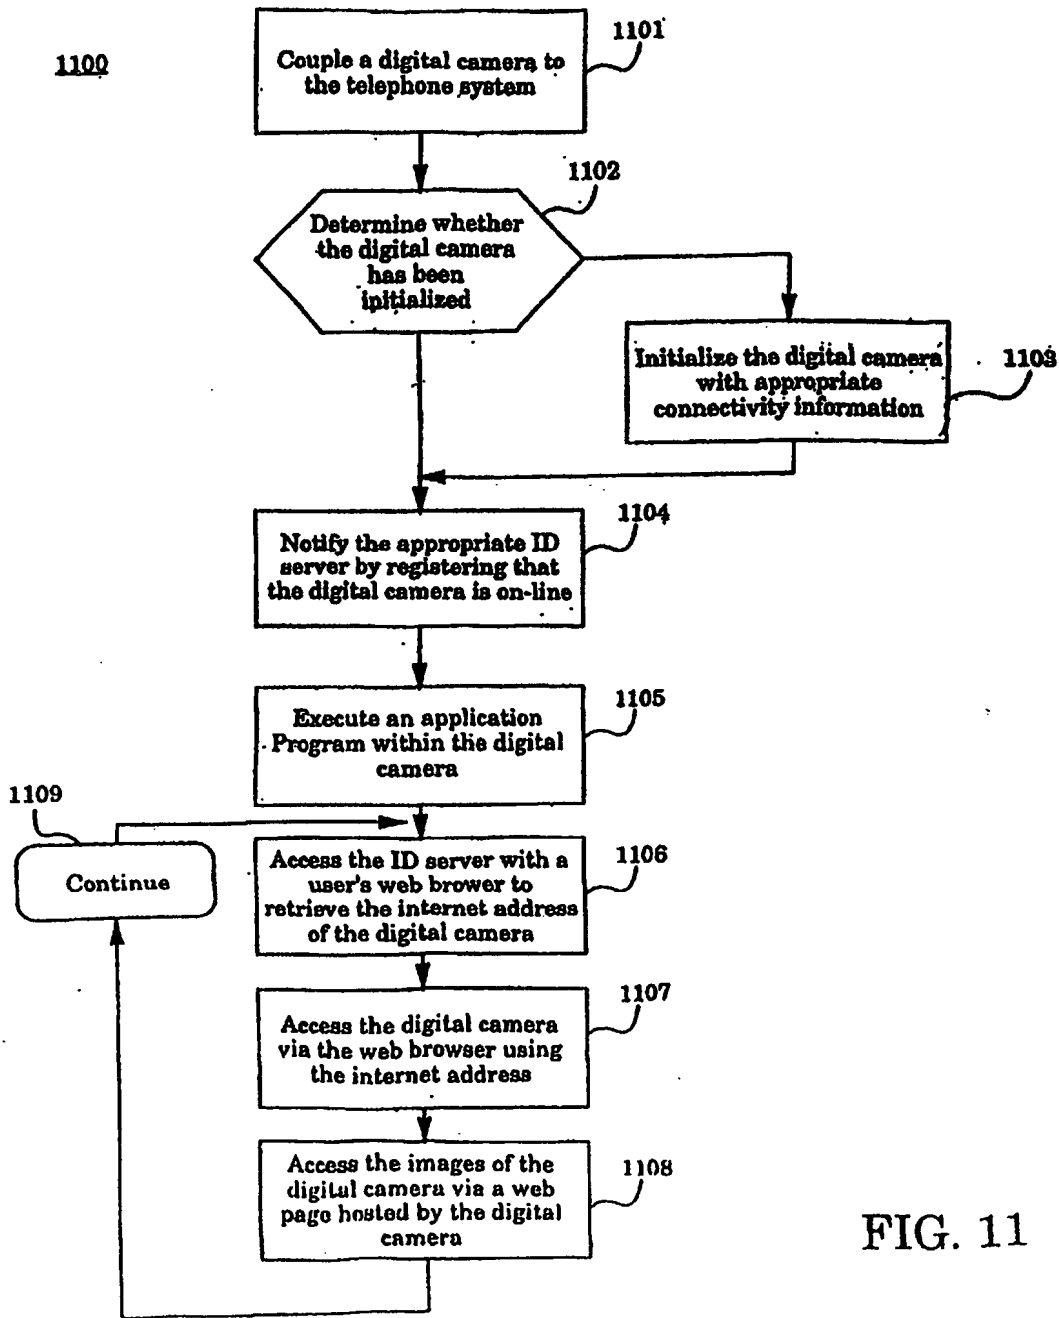 1100
1101
Couple a digital camera to
the telephone system
1102
Determine whether
the digital camera
has been
initialized
Initialize the digital camera
with appropriate
connectivity information
1103
1104
Notify the appropriate ID
server by registering that
the digital camera is on-line
1105
Execute an application
Program within the digital
camera
1109
Continue
1106
Access the ID server with a
user's web brower to
retrieve the internet address
of the digital camera
1107
Access the digital camera
via the web browser using
the internet address
1108
Access the images of the
digital camera via a web
page hosted by the digital
camera
FIG. 11